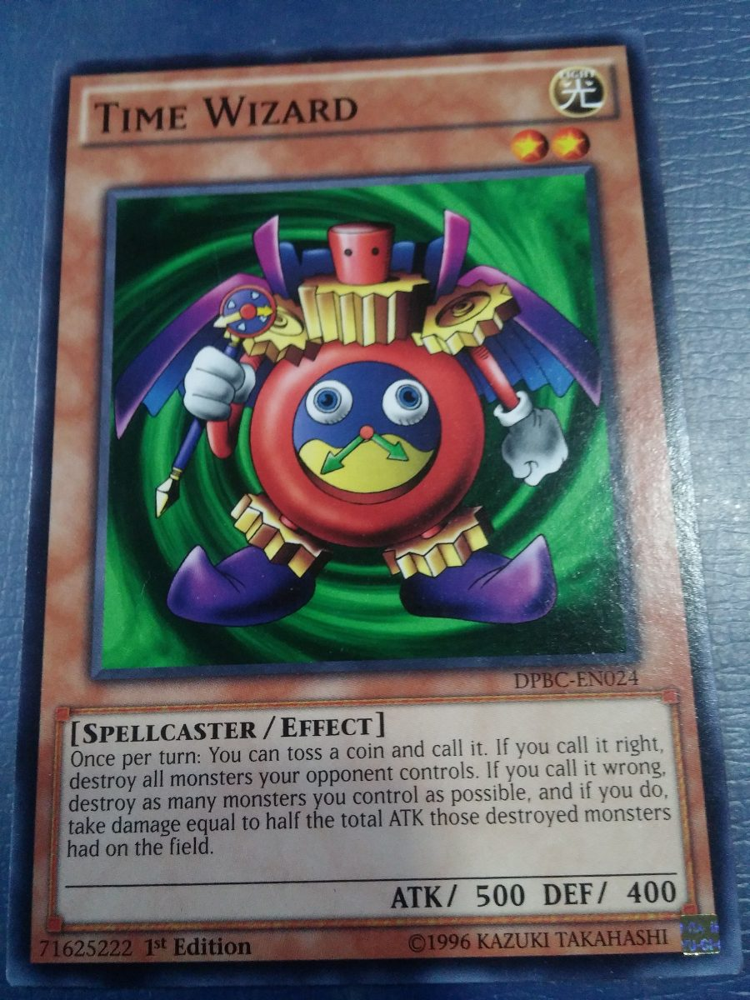 TIME WIZARD
LIGHT
光
DPBC-EN024
[SPELLCASTER / EFFECT]
Once per turn: You can toss a coin and call it. If you call it right,
destroy all monsters your opponent controls. If you call it wrong,
destroy as many monsters you control as possible, and if you do,
take damage equal to half the total ATK those destroyed monsters
had on the field.
ATK/ 500 DEF/ 400
71625222 1st Edition
©1996 KAZUKI TAKAHASHI